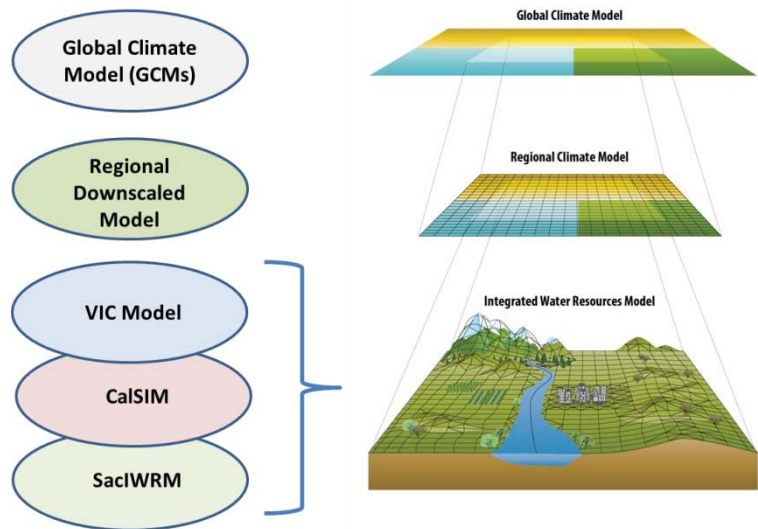 Global Climate
Model (GCMs)
Regional
Downscaled
Model
VIC Model
CalSIM
SacIWRM
Global Climate Model
Regional Climate Model
Integrated Water Resources Model